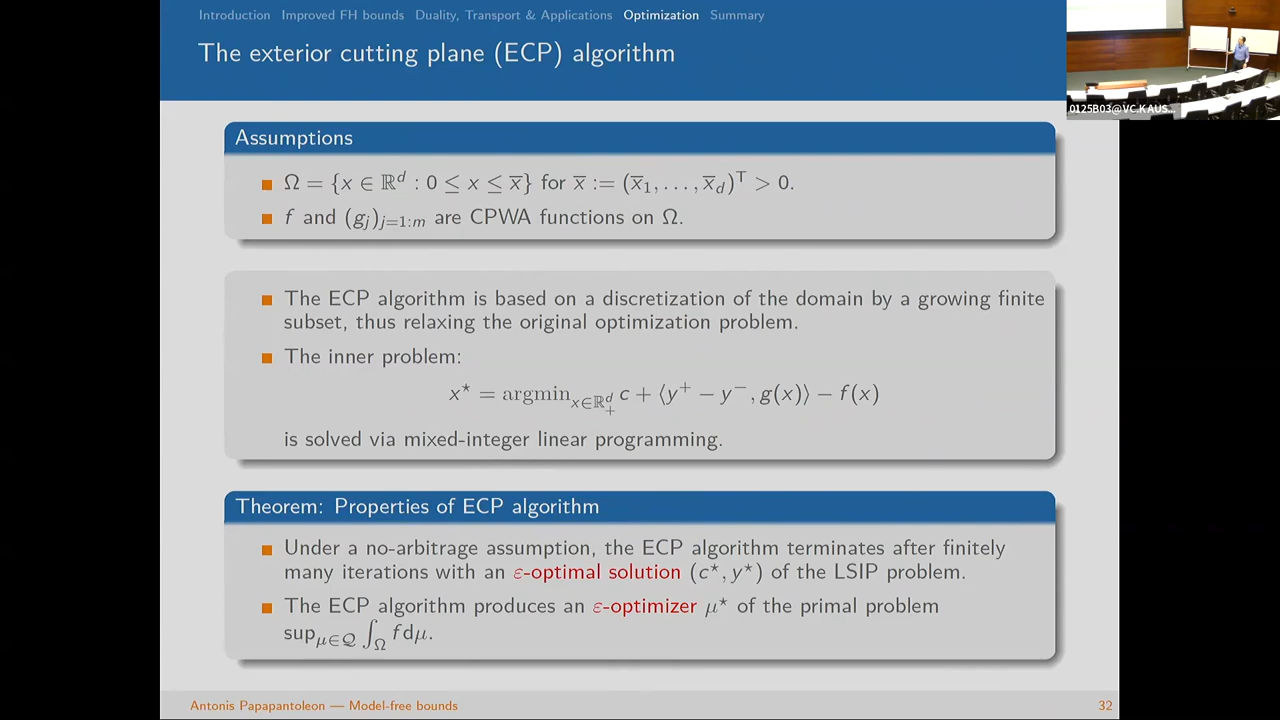 Introduction Improved FH bounds Duality, Transport & Applications Optimization Summary
The exterior cutting plane (ECP) algorithm
0125B03@VC.KAUS...
Assumptions
Ω = {x ∈ ℝᵈ : 0 ≤ x ≤ x̅} for x̅ := (x̅₁, . . . , x̅_d)ᵀ > 0.
f and (g_j)_{j=1:m} are CPWA functions on Ω.
The ECP algorithm is based on a discretization of the domain by a growing finite
subset, thus relaxing the original optimization problem.
The inner problem:
x⋆ = argmin_{x∈ℝ₊ᵈ} c + ⟨y⁺ − y⁻, g(x)⟩ − f(x)
is solved via mixed-integer linear programming.
Theorem: Properties of ECP algorithm
Under a no-arbitrage assumption, the ECP algorithm terminates after finitely
many iterations with an ε-optimal solution (c⋆, y⋆) of the LSIP problem.
The ECP algorithm produces an ε-optimizer μ⋆ of the primal problem
sup_{μ∈𝒬} ∫_Ω f dμ.
Antonis Papapantoleon — Model-free bounds 32